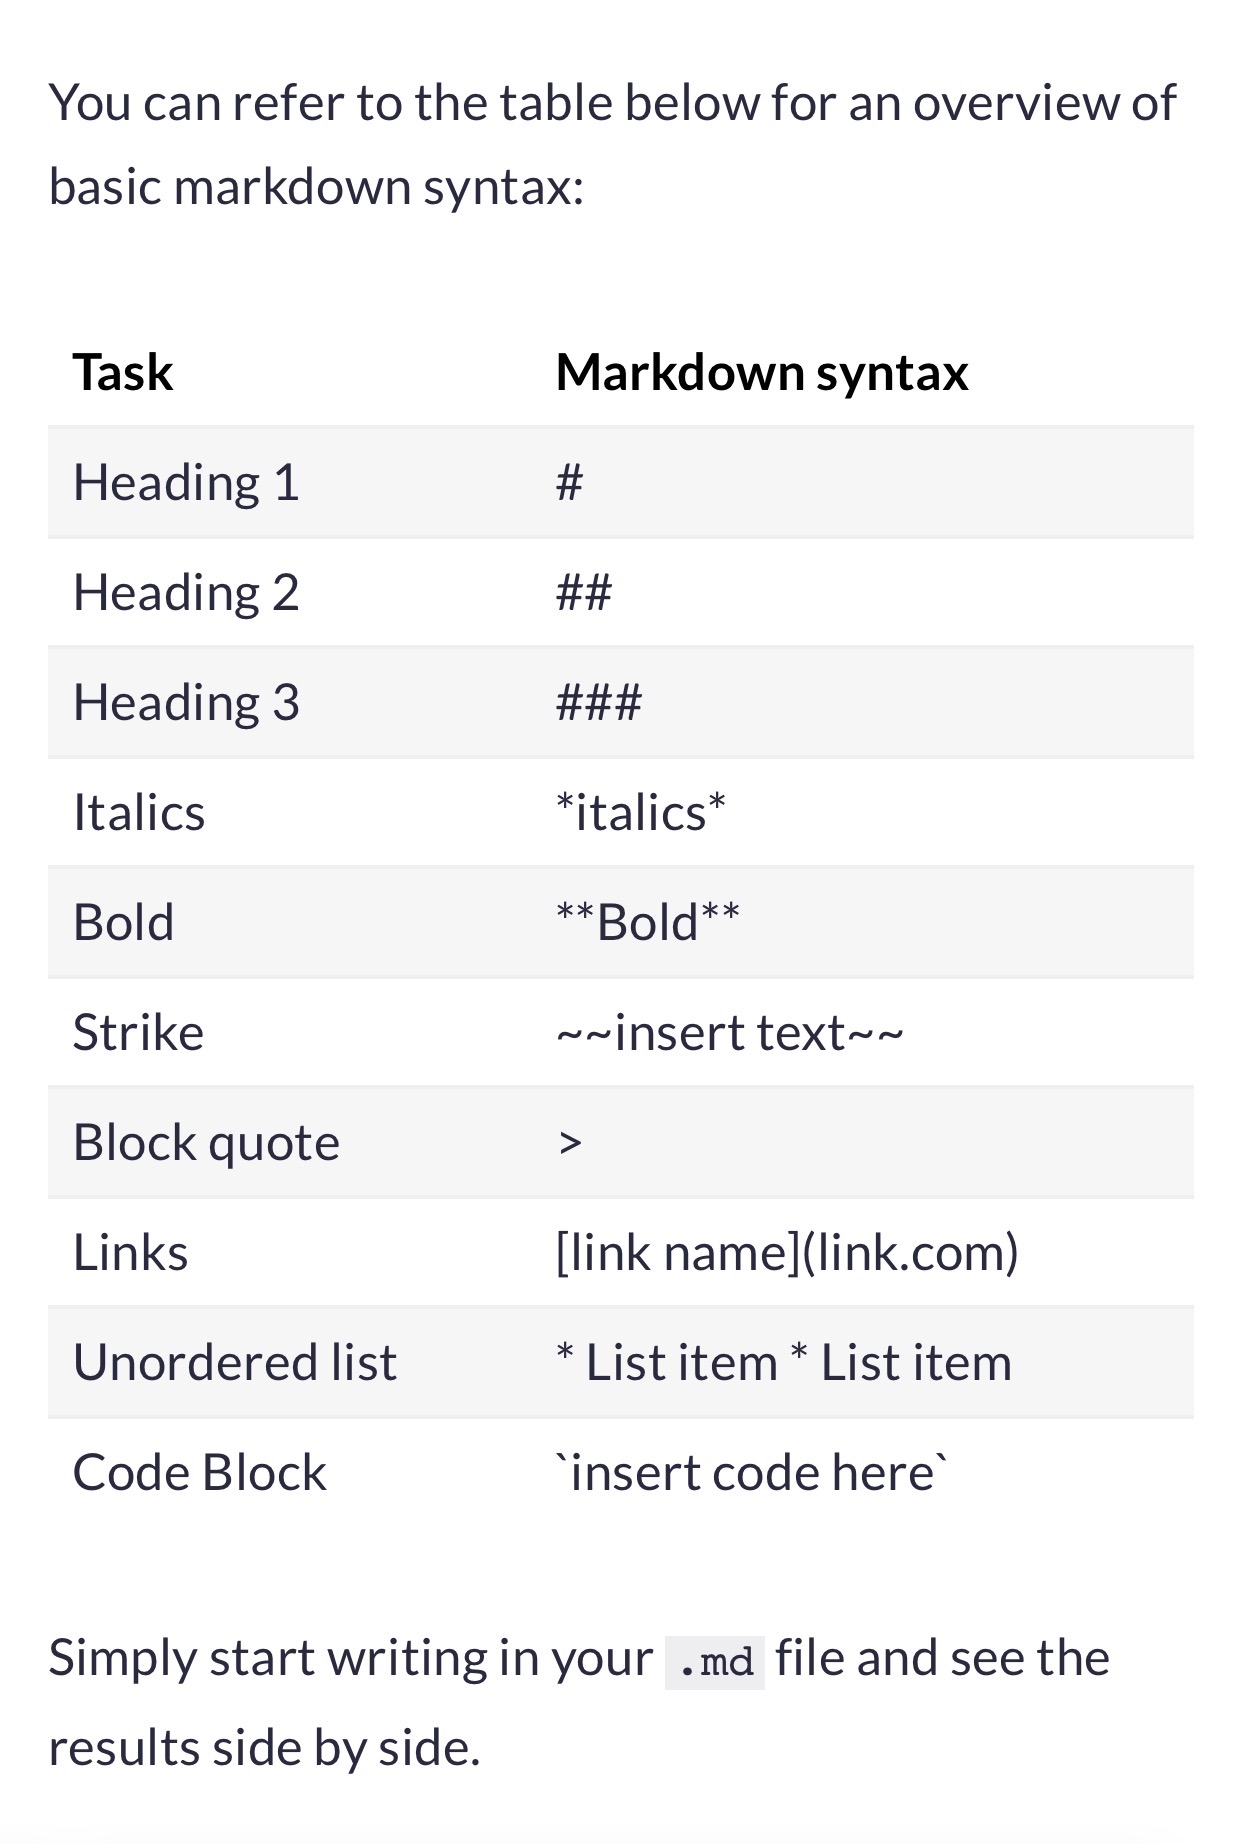 You can refer to the table below for an overview of
basic markdown syntax:
Task Markdown syntax
Heading 1 #
Heading 2 ##
Heading 3 ###
Italics *italics*
Bold **Bold**
Strike ~~insert text~~
Block quote >
Links [link name](link.com)
Unordered list * List item * List item
Code Block `insert code here`
Simply start writing in your .md file and see the
results side by side.